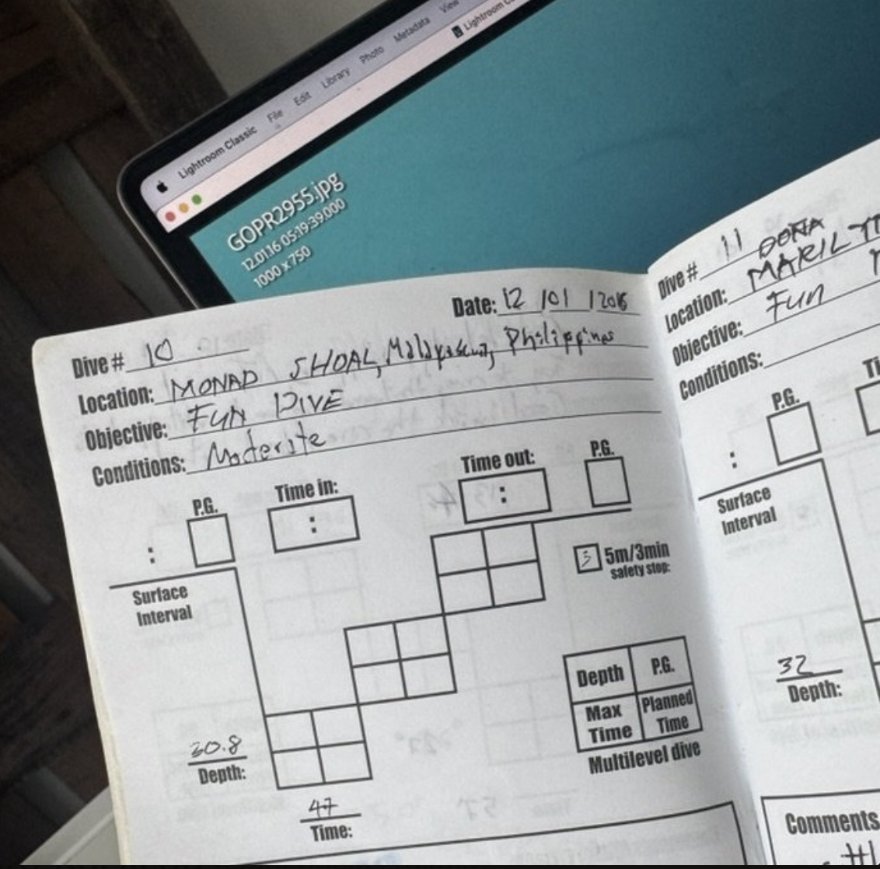 Lightroom Classic File Edit Library Photo Metadata View
Lightroom
GOPR2955.jpg
12.01.16 05:19:39.000
1000 x 750
Date: 12 /01 /2016
Dive # 10
Location: MONAD SHOAL, Malapascua, Philippines
Objective: FUN DIVE
Conditions: Moderate
P.G.
Time in:
Time out:
P.G.
:
:
:
Surface
Interval
3 5m/3min
safety stop:
Depth P.G.
Max Time Planned Time
Multilevel dive
30.8
Depth:
47
Time:
Dive # 11
Location: DOÑA
Objective: Fun
Conditions:
P.G.
:
Surface
Interval
32
Depth:
Comments